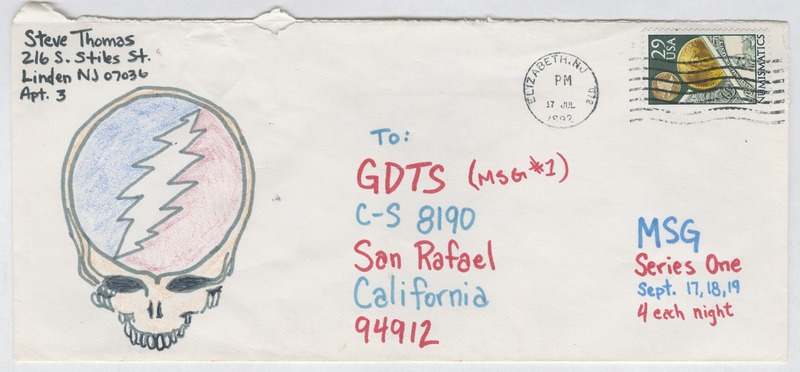 Steve Thomas
216 S. Stiles St.
Linden NJ 07036
Apt. 3
ELIZABETH, NJ 072
PM
17 JUL
1992
29
USA
NUMISMATICS
To:
GDTS (MSG #1)
C-S 8190
San Rafael
California
94912
MSG
Series One
Sept. 17,18,19
4 each night